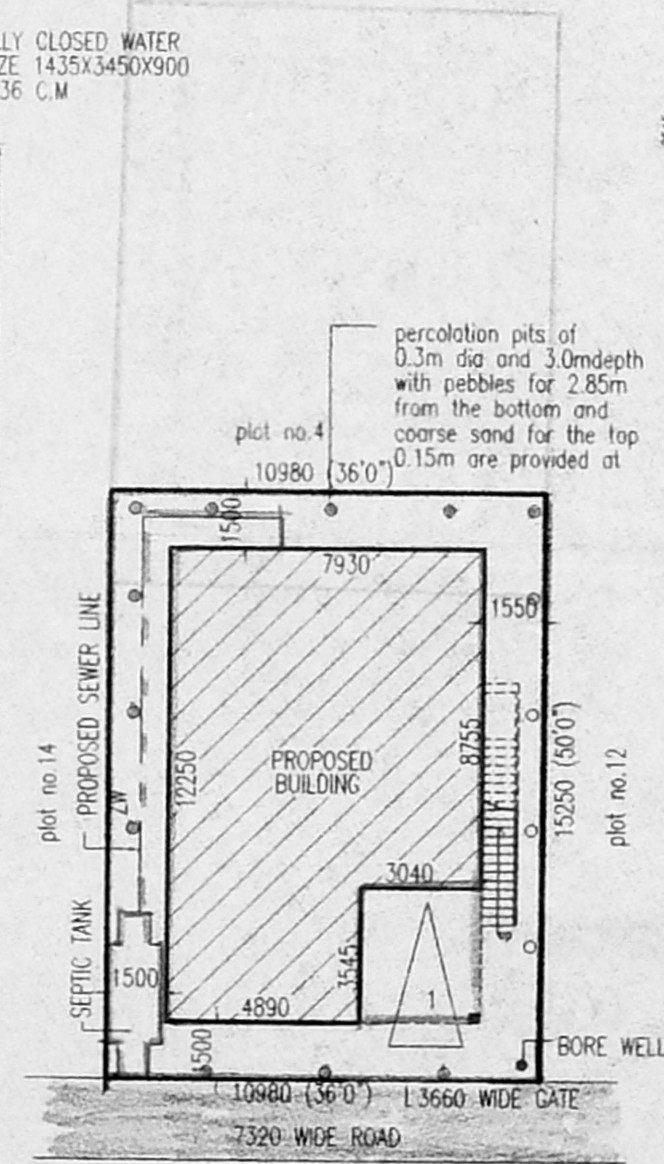 LLY CLOSED WATER
ZE 1435X3450X900
36 C.M
percolation pits of
0.3m dia and 3.0mdepth
with pebbles for 2.85m
from the bottom and
coarse sand for the top
0.15m are provided at
plot no.4
10980 (36'0")
1500
7930
1550
PROPOSED SEWER LINE
plot no.14
12250
PROPOSED
BUILDING
8755
15250 (50'0")
plot no.12
3040
SEPTIC TANK
1500
3545
4890
1
1500
BORE WELL
10980 (36'0")
3660 WIDE GATE
7320 WIDE ROAD